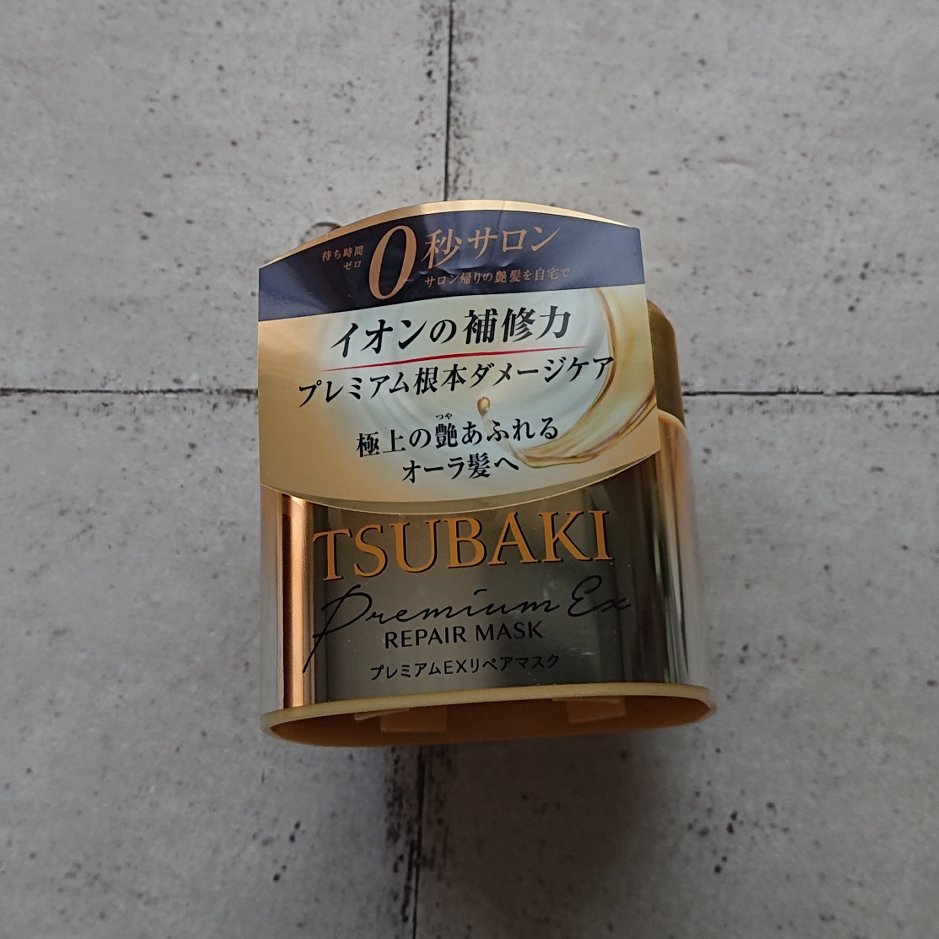 待ち時間
ゼロ
0秒サロン
サロン帰りの艶髪を自宅で
イオンの補修力
プレミアム根本ダメージケア
つや
極上の艶あふれる
オーラ髪へ
TSUBAKI
Premium Ex
REPAIR MASK
プレミアムEXリペアマスク